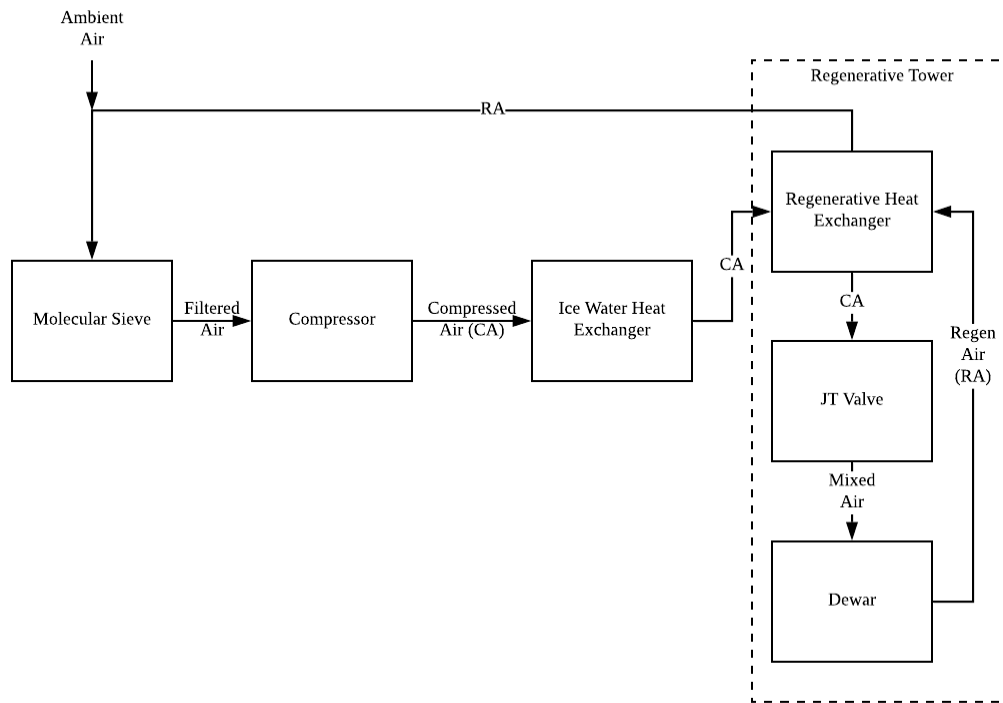 Ambient
Air
Regenerative Tower
RA
Regenerative Heat
Exchanger
CA
Molecular Sieve
Filtered
Air
Compressor
Compressed
Air (CA)
Ice Water Heat
Exchanger
CA
Regen
Air
(RA)
JT Valve
Mixed
Air
Dewar